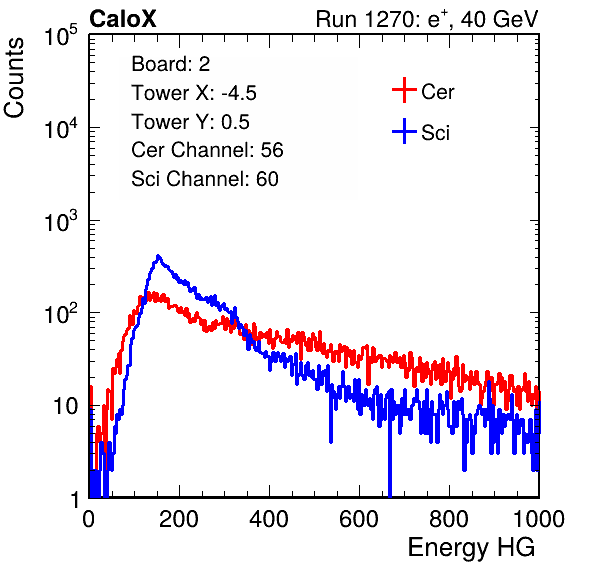 CaloX Run 1270: e⁺, 40 GeV
Counts
10⁵
10⁴
10³
10²
10
1
Board: 2
Tower X: -4.5
Tower Y: 0.5
Cer Channel: 56
Sci Channel: 60
Cer
Sci
0 200 400 600 800 1000
Energy HG